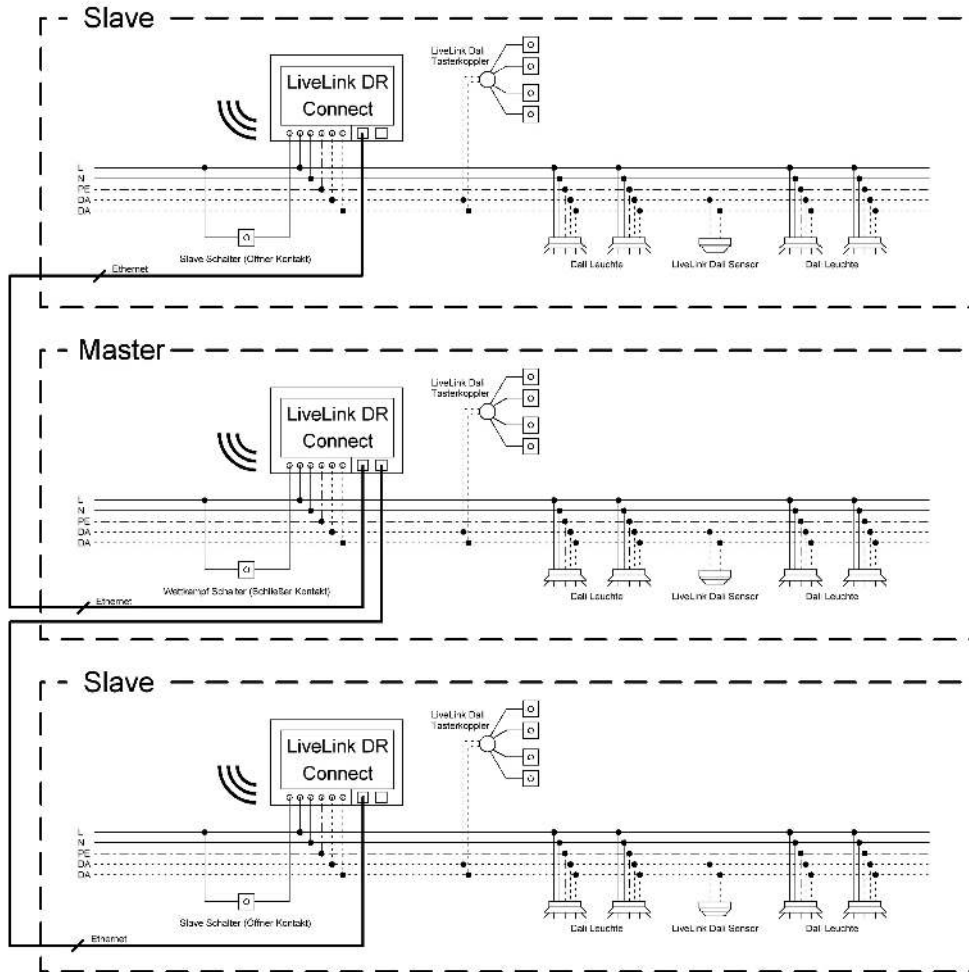 Slave
LiveLink DR
Connect
LiveLink Dali
Tasterkoppler
L
N
PE
DA
DA
Slave Schalter (Öffner Kontakt)
Dali Leuchte
LiveLink Dali Sensor
Dali Leuchte
Ethernet
Master
LiveLink DR
Connect
LiveLink Dali
Tasterkoppler
L
N
PE
DA
DA
Wettkampf Schalter (Schließer Kontakt)
Dali Leuchte
LiveLink Dali Sensor
Dali Leuchte
Ethernet
Slave
LiveLink DR
Connect
LiveLink Dali
Tasterkoppler
L
N
PE
DA
DA
Slave Schalter (Öffner Kontakt)
Dali Leuchte
LiveLink Dali Sensor
Dali Leuchte
Ethernet